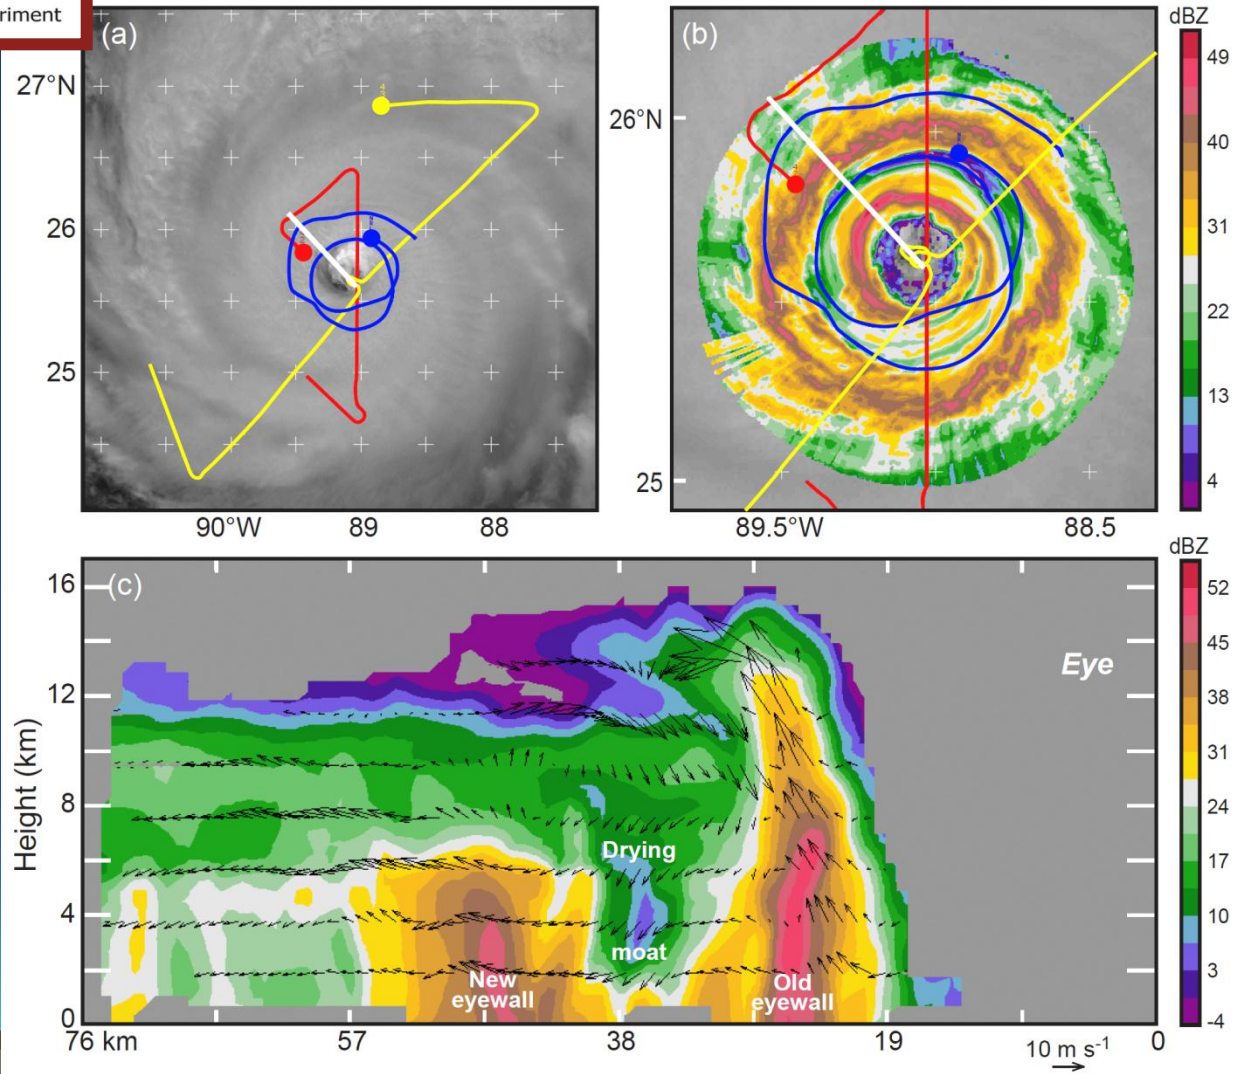 riment
(a)
27°N
26
25
90°W
89
88
(b)
26°N
25
89.5°W
88.5
dBZ
49
40
31
22
13
4
(c)
Height (km)
16
12
8
4
0
76 km
57
38
19
0
Eye
Drying
moat
New
eyewall
Old
eyewall
10 m s⁻¹
dBZ
52
45
38
31
24
17
10
3
-4